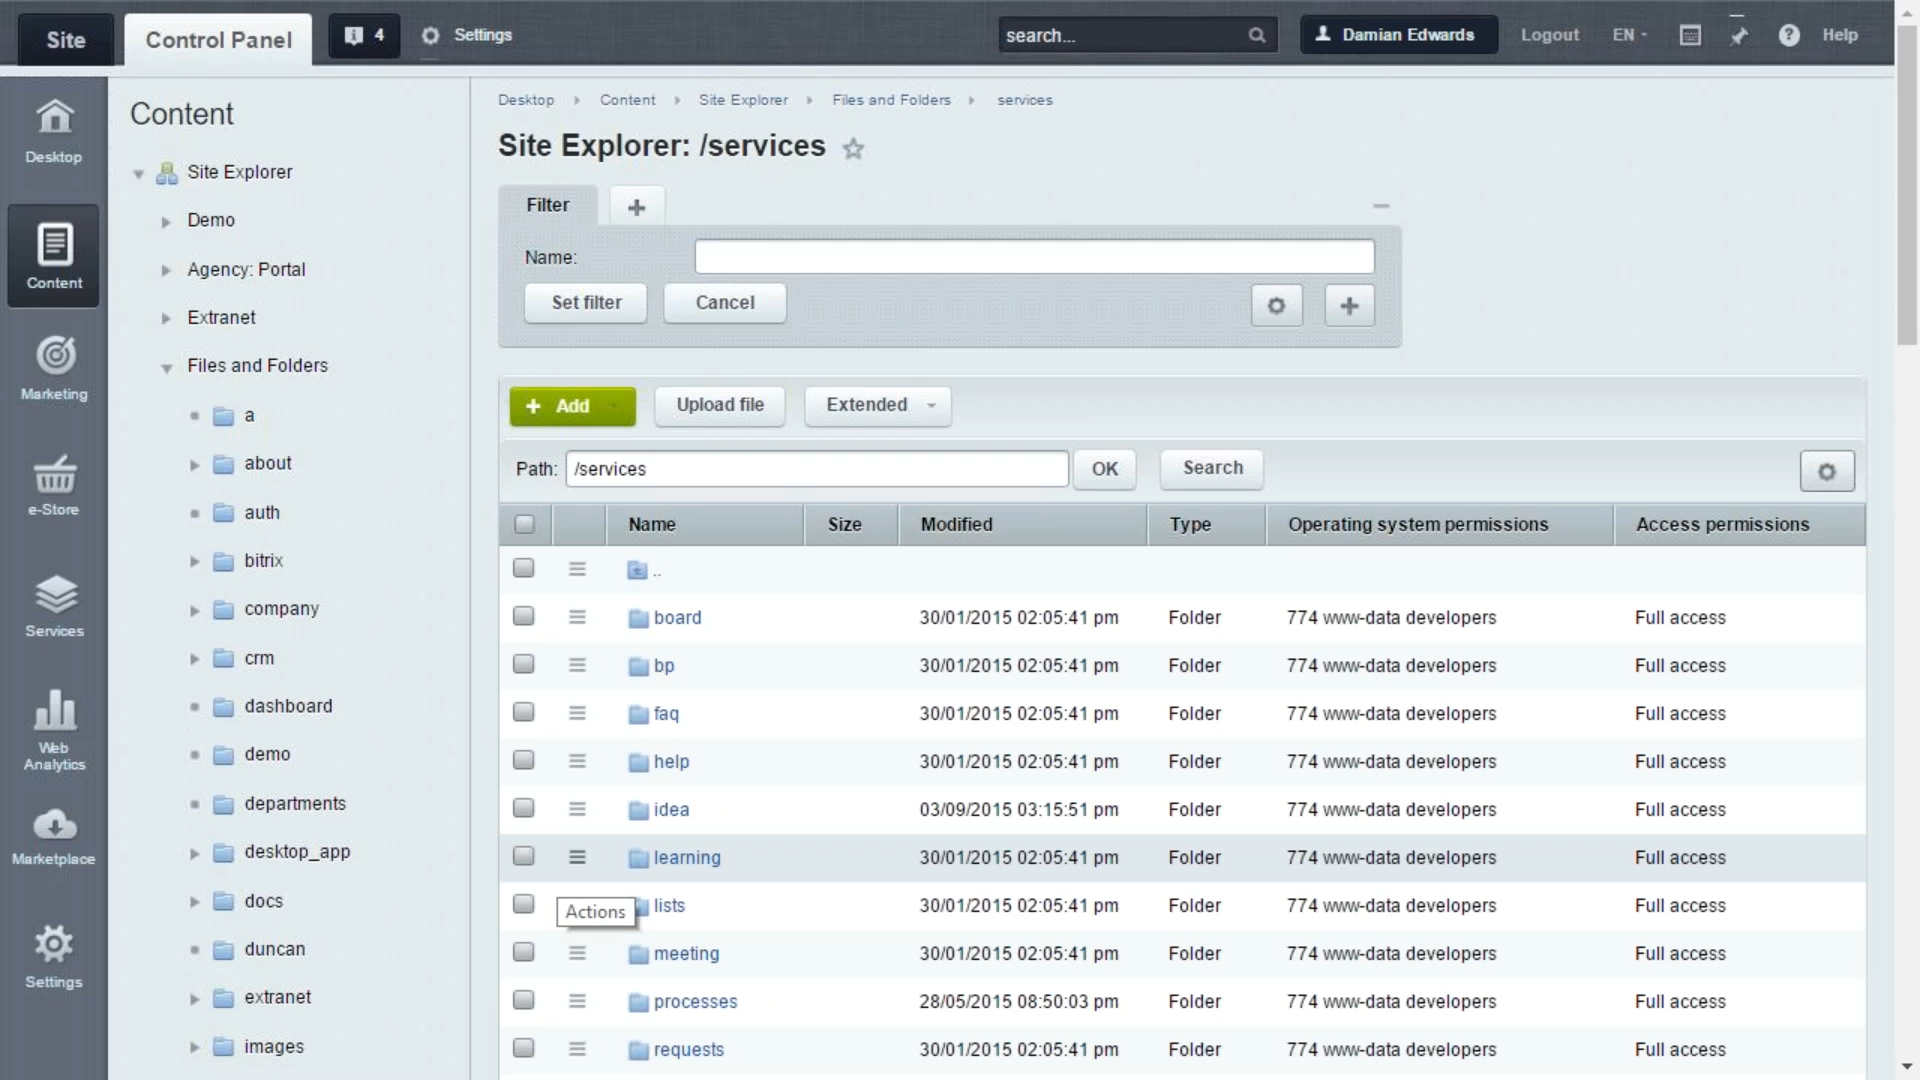 Site
Control Panel
4
Settings
search...
Damian Edwards
Logout
EN
?
Help
Desktop
Content
Marketing
e-Store
Services
Web
Analytics
Marketplace
Settings
Content
Site Explorer
Demo
Agency: Portal
Extranet
Files and Folders
a
about
auth
bitrix
company
crm
dashboard
demo
departments
desktop_app
docs
duncan
extranet
images
Desktop Content Site Explorer Files and Folders services
Site Explorer: /services
Filter +
Name:
Set filter Cancel +
+ Add Upload file Extended
Path: /services OK Search
Name Size Modified Type Operating system permissions Access permissions
..
board 30/01/2015 02:05:41 pm Folder 774 www-data developers Full access
bp 30/01/2015 02:05:41 pm Folder 774 www-data developers Full access
faq 30/01/2015 02:05:41 pm Folder 774 www-data developers Full access
help 30/01/2015 02:05:41 pm Folder 774 www-data developers Full access
idea 03/09/2015 03:15:51 pm Folder 774 www-data developers Full access
learning 30/01/2015 02:05:41 pm Folder 774 www-data developers Full access
Actions lists 30/01/2015 02:05:41 pm Folder 774 www-data developers Full access
meeting 30/01/2015 02:05:41 pm Folder 774 www-data developers Full access
processes 28/05/2015 08:50:03 pm Folder 774 www-data developers Full access
requests 30/01/2015 02:05:41 pm Folder 774 www-data developers Full access